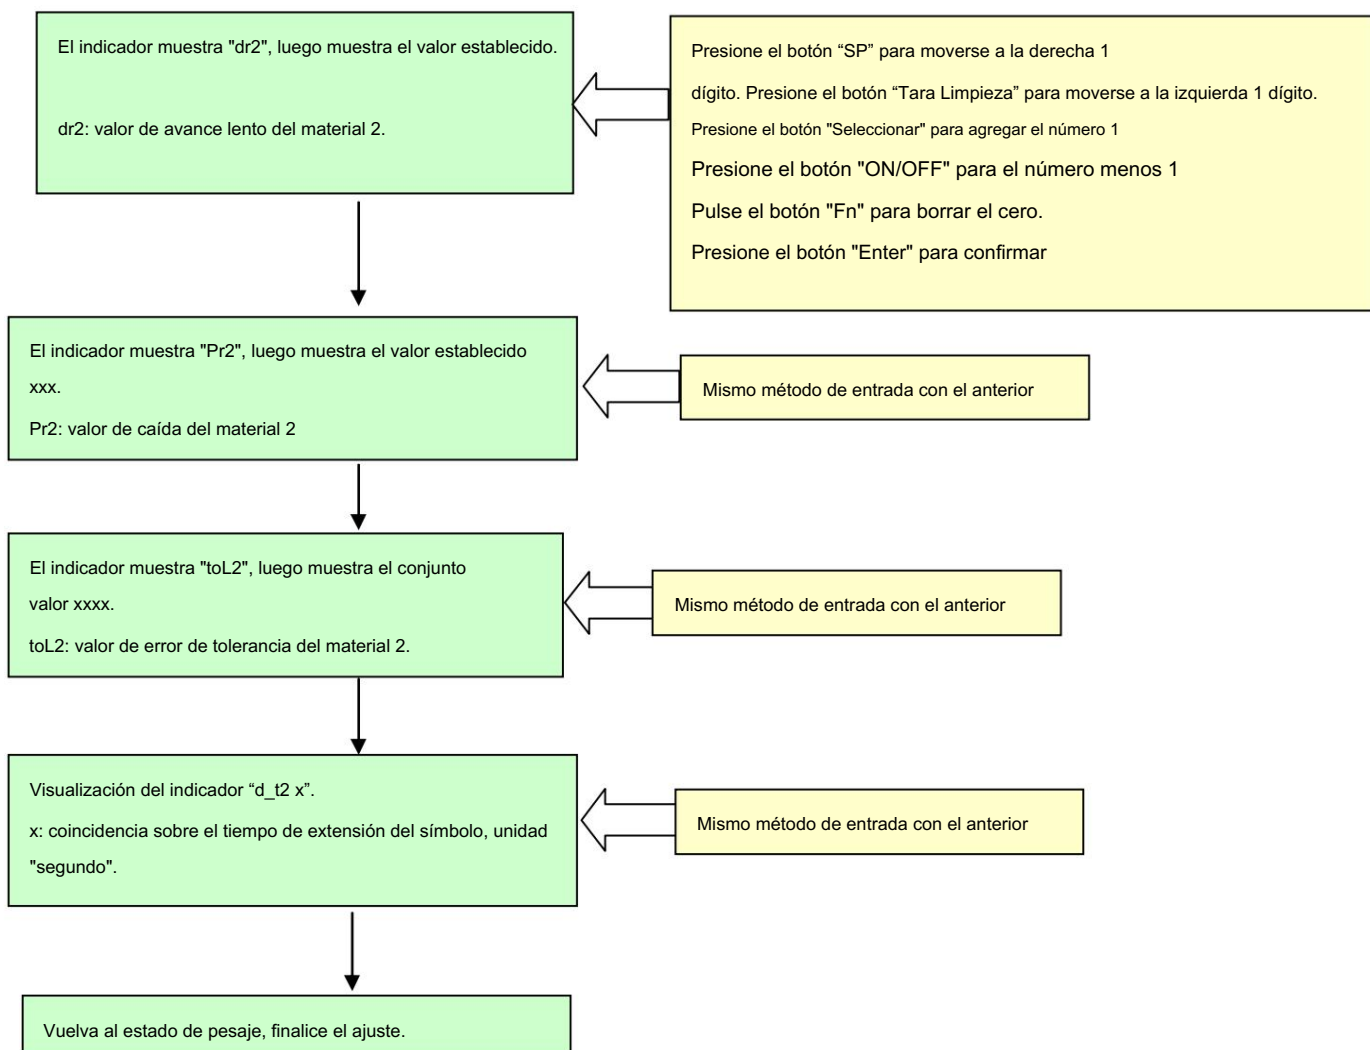 El indicador muestra "dr2", luego muestra el valor establecido.
dr2: valor de avance lento del material 2.
Presione el botón “SP” para moverse a la derecha 1
dígito. Presione el botón “Tara Limpieza” para moverse a la izquierda 1 dígito.
Presione el botón "Seleccionar" para agregar el número 1
Presione el botón "ON/OFF" para el número menos 1
Pulse el botón "Fn" para borrar el cero.
Presione el botón "Enter" para confirmar
El indicador muestra "Pr2", luego muestra el valor establecido
xxx.
Pr2: valor de caída del material 2
Mismo método de entrada con el anterior
El indicador muestra "toL2", luego muestra el conjunto
valor xxxx.
toL2: valor de error de tolerancia del material 2.
Mismo método de entrada con el anterior
Visualización del indicador “d_t2 x”.
x: coincidencia sobre el tiempo de extensión del símbolo, unidad
"segundo".
Mismo método de entrada con el anterior
Vuelva al estado de pesaje, finalice el ajuste.